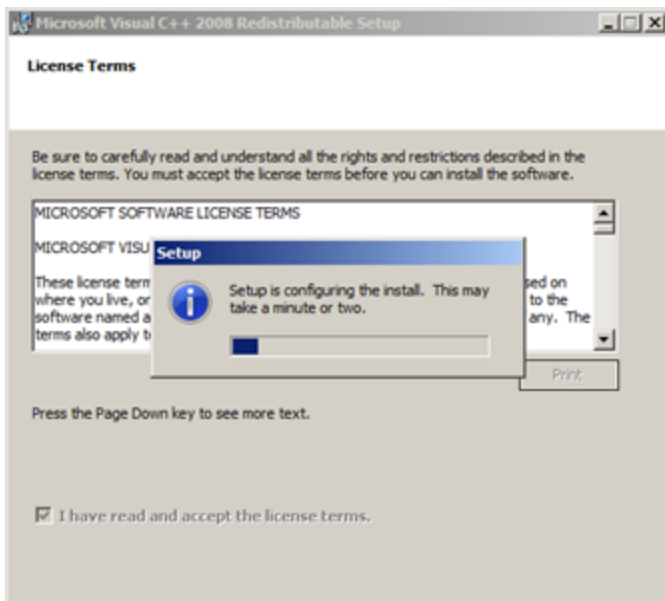 Microsoft Visual C++ 2008 Redistributable Setup
License Terms
Be sure to carefully read and understand all the rights and restrictions described in the
license terms. You must accept the license terms before you can install the software.
MICROSOFT SOFTWARE LICENSE TERMS
MICROSOFT VISU
Setup
These license term
sed on
where you live, or
to the
software named a
any. The
terms also apply t
Setup is configuring the install. This may
take a minute or two.
Print
Press the Page Down key to see more text.
I have read and accept the license terms.